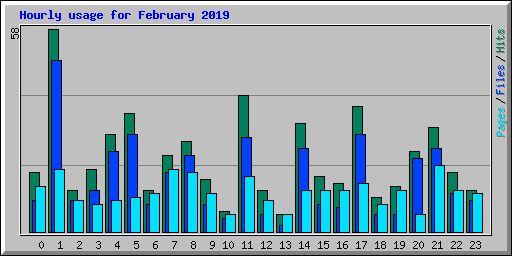 Hourly usage for February 2019
58
Pages/Files/Hits
0 1 2 3 4 5 6 7 8 9 10 11 12 13 14 15 16 17 18 19 20 21 22 23